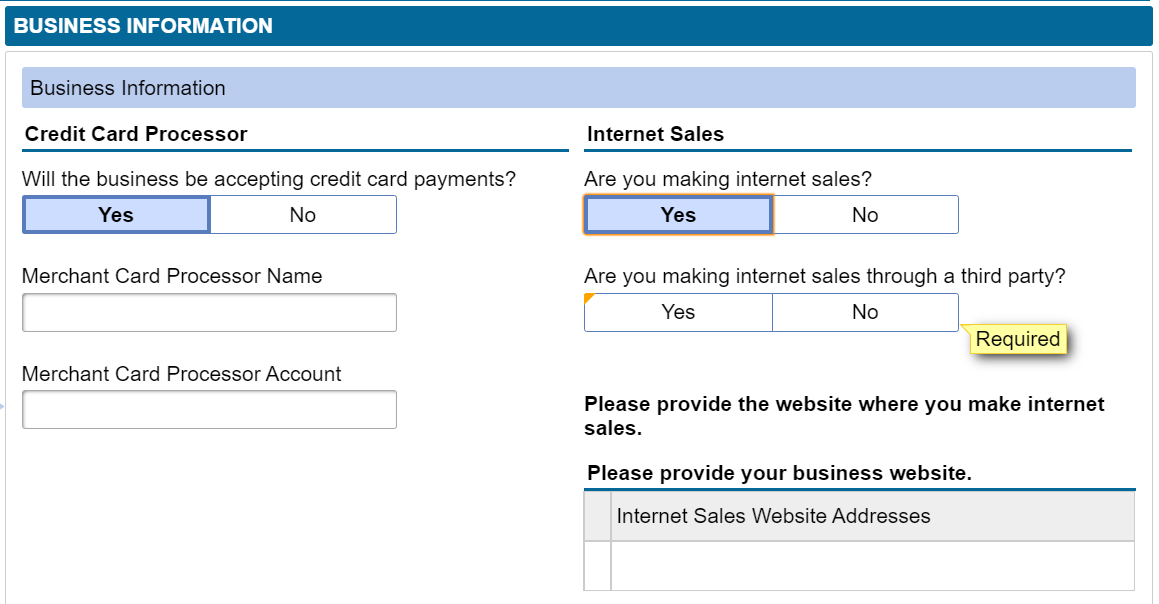 BUSINESS INFORMATION
Business Information
Credit Card Processor
Will the business be accepting credit card payments?
Yes No
Merchant Card Processor Name
Merchant Card Processor Account
Internet Sales
Are you making internet sales?
Yes No
Are you making internet sales through a third party?
Yes No
Required
Please provide the website where you make internet
sales.
Please provide your business website.
Internet Sales Website Addresses